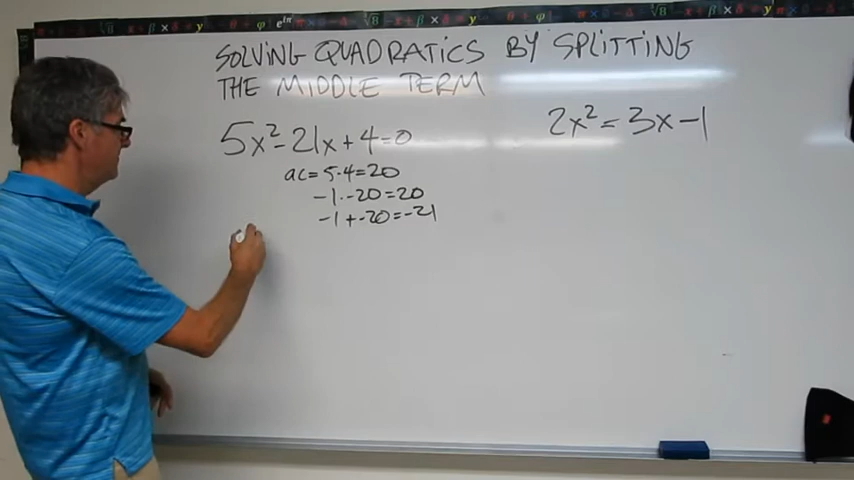 SOLVING QUADRATICS BY SPLITTING
THE MIDDLE TERM
5x² - 21x + 4 = 0
ac = 5·4 = 20
-1·-20 = 20
-1 + -20 = -21
2x² = 3x - 1